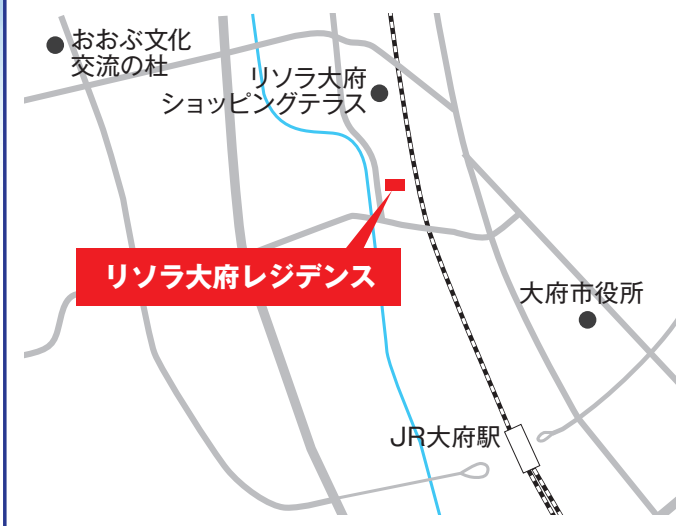 おおぶ文化
交流の杜
リソラ大府
ショッピングテラス
リソラ大府レジデンス
大府市役所
JR大府駅